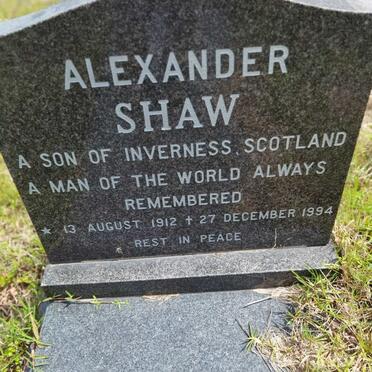 ALEXANDER
SHAW
A SON OF INVERNESS, SCOTLAND
A MAN OF THE WORLD ALWAYS
REMEMBERED
* 13 AUGUST 1912 † 27 DECEMBER 1994
REST IN PEACE